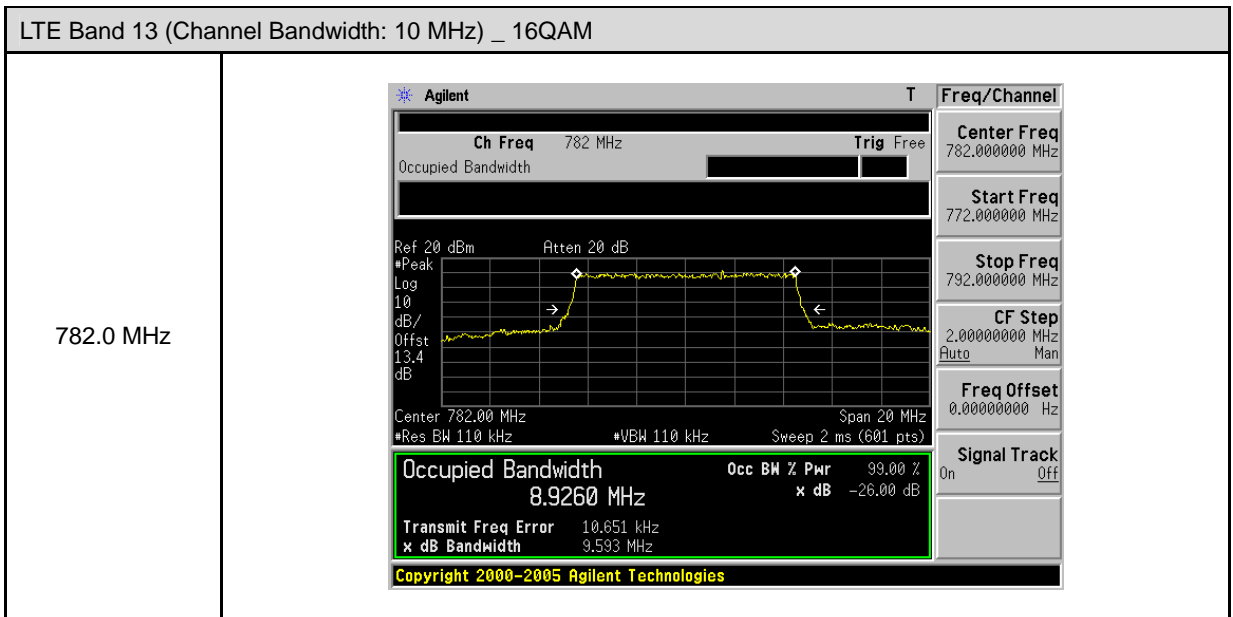 LTE Band 13 (Channel Bandwidth: 10 MHz) _ 16QAM
782.0 MHz
Agilent T
Ch Freq 782 MHz Trig Free
Occupied Bandwidth
Ref 20 dBm Atten 20 dB
#Peak
Log
10
dB/
Offst
13.4
dB
Center 782.00 MHz Span 20 MHz
#Res BW 110 kHz #VBW 110 kHz Sweep 2 ms (601 pts)
Occupied Bandwidth Occ BW % Pwr 99.00 %
8.9260 MHz x dB -26.00 dB
Transmit Freq Error 10.651 kHz
x dB Bandwidth 9.593 MHz
Copyright 2000-2005 Agilent Technologies
Freq/Channel
Center Freq
782.000000 MHz
Start Freq
772.000000 MHz
Stop Freq
792.000000 MHz
CF Step
2.00000000 MHz
Auto Man
Freq Offset
0.00000000 Hz
Signal Track
On Off